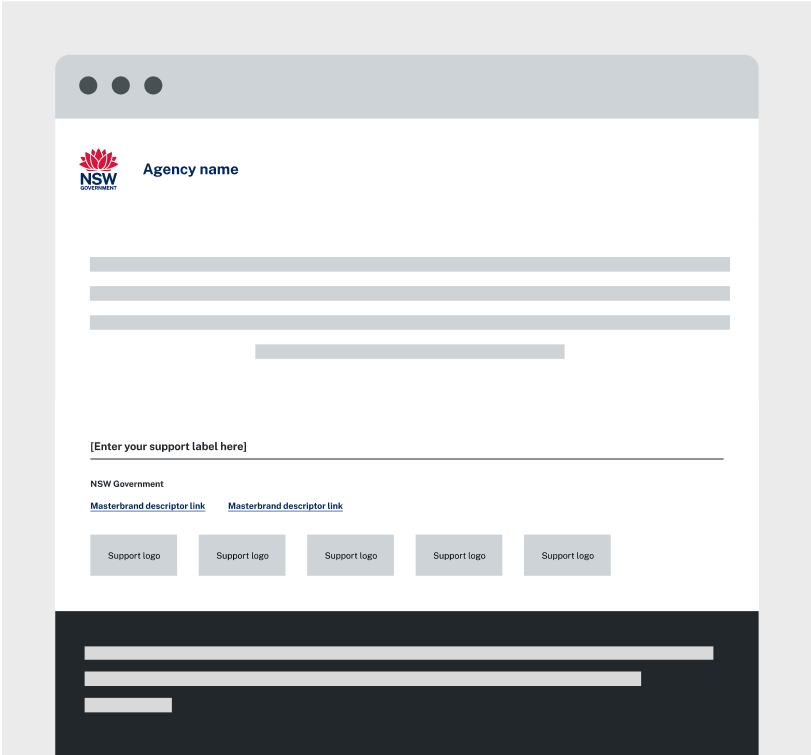 NSW
GOVERNMENT
Agency name
[Enter your support label here]
NSW Government
Masterbrand descriptor link Masterbrand descriptor link
Support logo Support logo Support logo Support logo Support logo